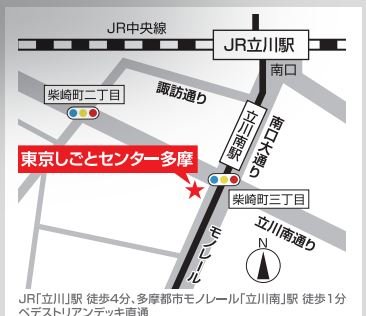 JR中央線
JR立川駅
南口
柴崎町二丁目
諏訪通り
立川南駅
南口大通り
東京しごとセンター多摩
柴崎町三丁目
立川南通り
モノレール
N
JR「立川」駅 徒歩4分、多摩都市モノレール「立川南」駅 徒歩1分
ペデストリアンデッキ直通